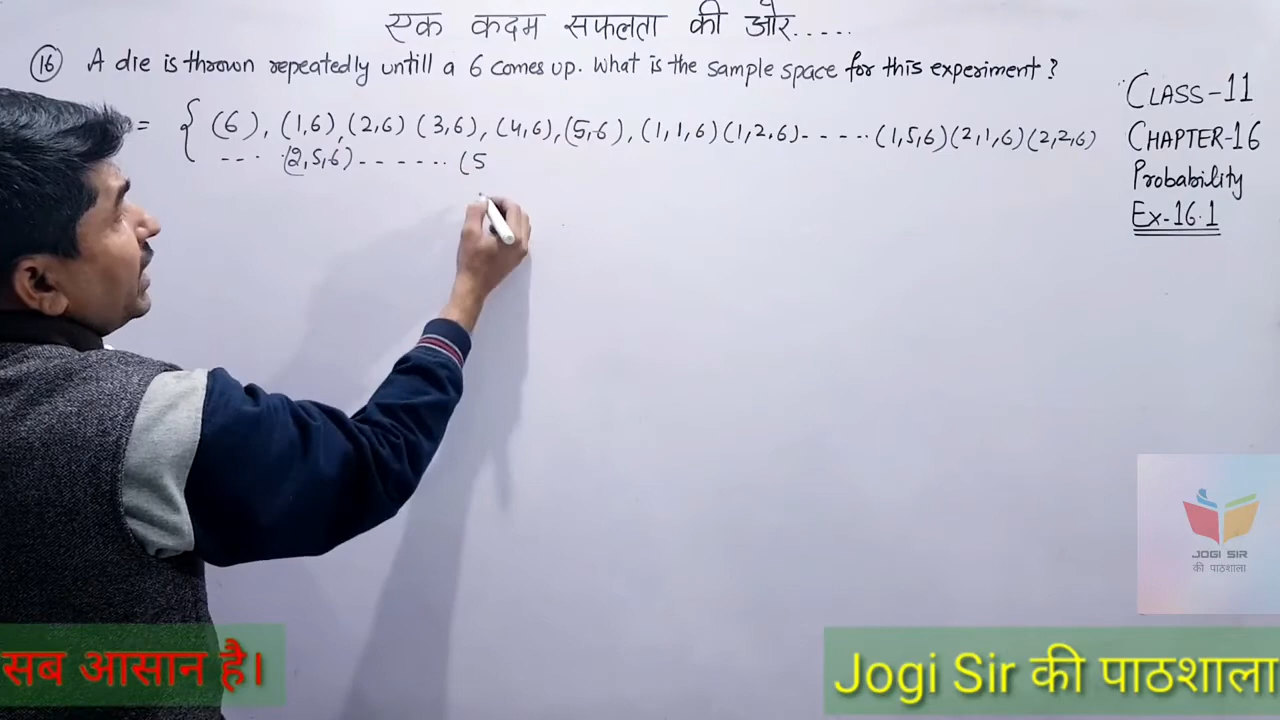 एक कदम सफलता की ओर.....
(16) A die is thrown repeatedly untill a 6 comes up. What is the sample space for this experiment?
= { (6), (1,6), (2,6) (3,6), (4,6), (5,6), (1,1,6) (1,2,6)- - - - - (1,5,6) (2,1,6) (2,2,6)
- - - - (2,5,6) - - - - - - (5
CLASS-11
CHAPTER-16
Probability
Ex-16.1
JOGI SIR
की पाठशाला
सब आसान है।
Jogi Sir की पाठशाला